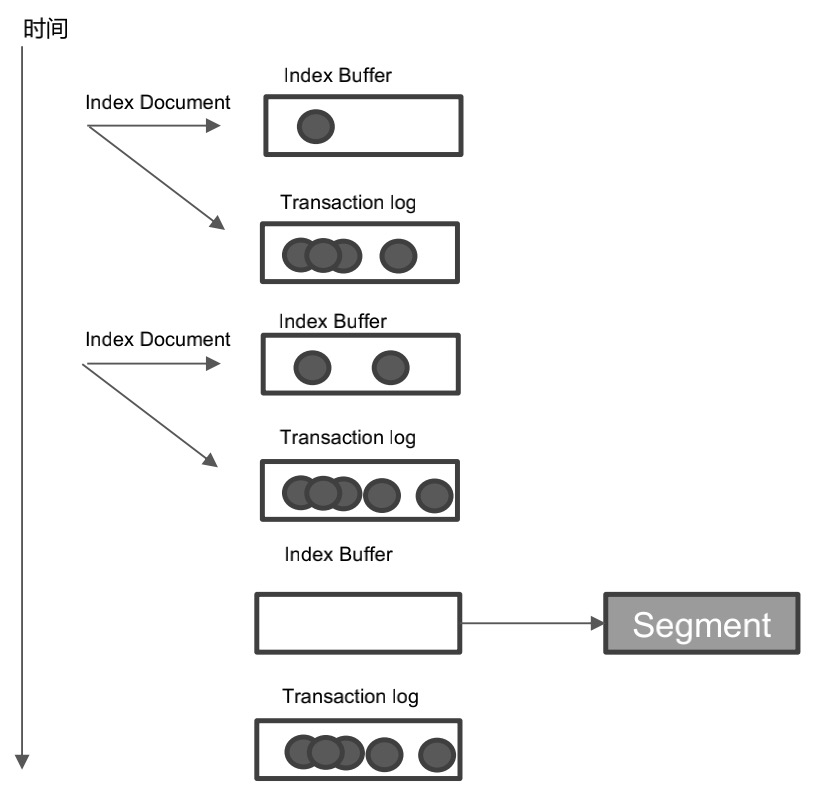 时间
Index Buffer
Index Document
Transaction log
Index Buffer
Index Document
Transaction log
Index Buffer
Segment
Transaction log